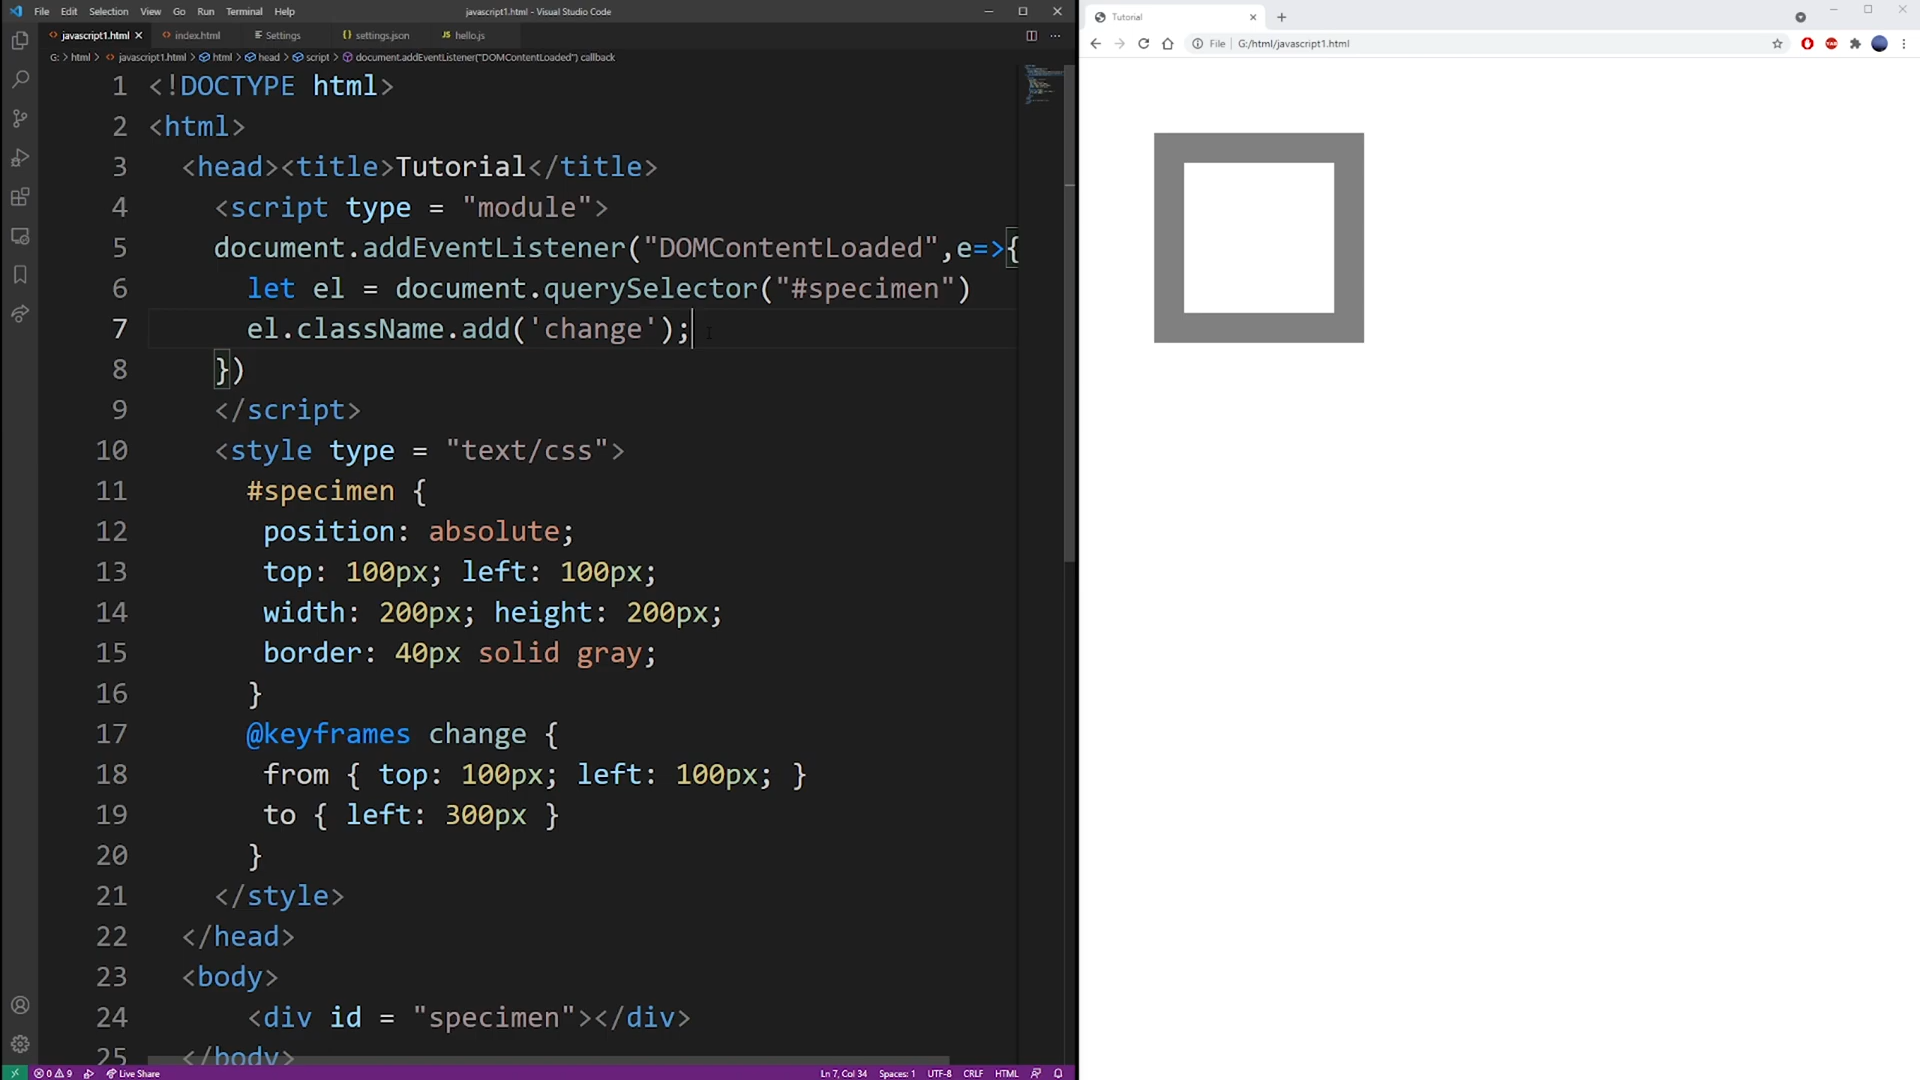 File Edit Selection View Go Run Terminal Help
javascript1.html - Visual Studio Code
javascript1.html index.html Settings settings.json hello.js
G: > html > javascript1.html > html > head > script > document.addEventListener("DOMContentLoaded") callback
1 <!DOCTYPE html>
2 <html>
3 <head><title>Tutorial</title>
4 <script type = "module">
5 document.addEventListener("DOMContentLoaded",e=>{
6 let el = document.querySelector("#specimen")
7 el.className.add('change');
8 })
9 </script>
10 <style type = "text/css">
11 #specimen {
12 position: absolute;
13 top: 100px; left: 100px;
14 width: 200px; height: 200px;
15 border: 40px solid gray;
16 }
17 @keyframes change {
18 from { top: 100px; left: 100px; }
19 to { left: 300px }
20 }
21 </style>
22 </head>
23 <body>
24 <div id = "specimen"></div>
25 </body>
0 9 Live Share
Ln 7, Col 34 Spaces: 1 UTF-8 CRLF HTML
Tutorial
File G:/html/javascript1.html